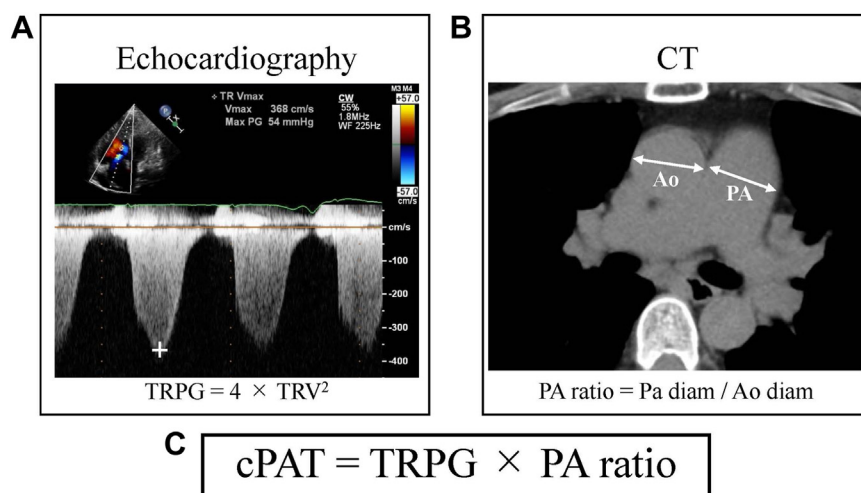 A
Echocardiography
TR Vmax
Vmax 368 cm/s
Max PG 54 mmHg
CW
55%
1.8MHz
WF 225Hz
M3 M4
+57.0
-57.0
cm/s
P
cm/s
-100
-200
-300
-400
TRPG = 4 × TRV²
B
CT
Ao
PA
PA ratio = Pa diam / Ao diam
C
cPAT = TRPG × PA ratio